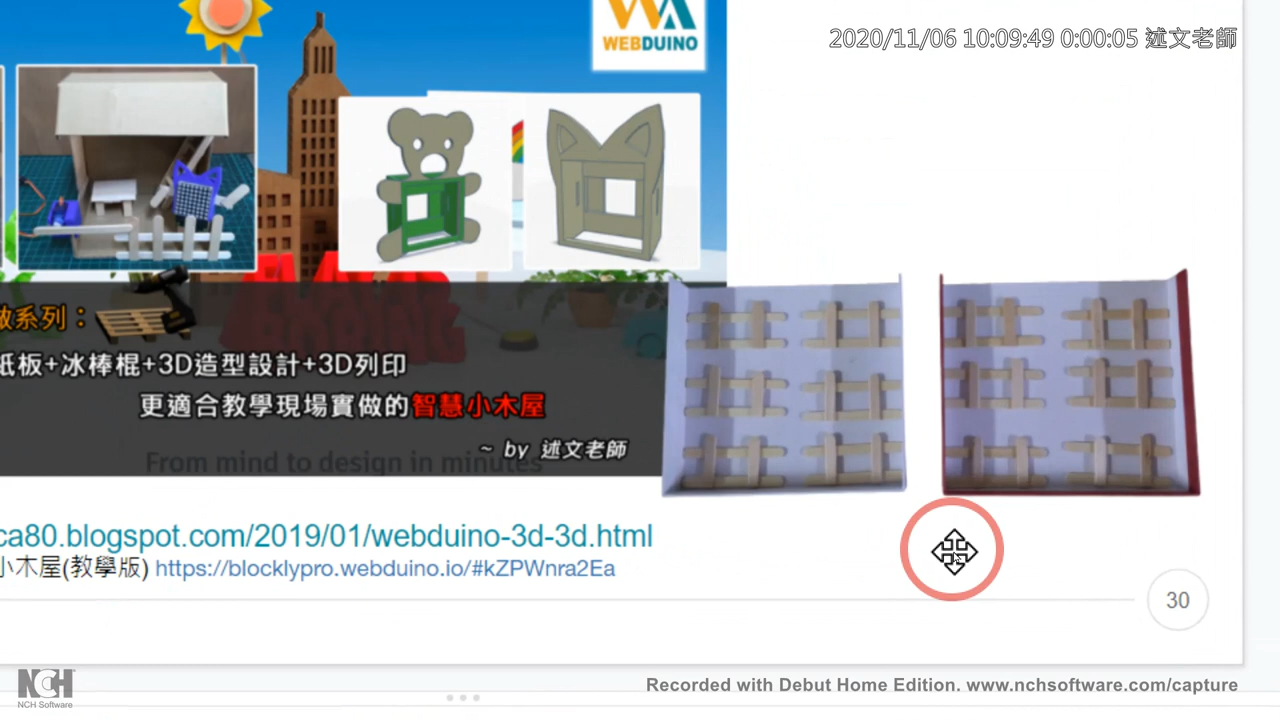 2020/11/06 10:09:49 0:00:05 述文老師
WEBDUINO
做系列：
紙板+冰棒棍+3D造型設計+3D列印
更適合教學現場實做的智慧小木屋
~ by 述文老師
From mind to design in minutes
ca80.blogspot.com/2019/01/webduino-3d-3d.html
小木屋(教學版) https://blocklypro.webduino.io/#kZPWnra2Ea
30
NCH
NCH Software
Recorded with Debut Home Edition. www.nchsoftware.com/capture